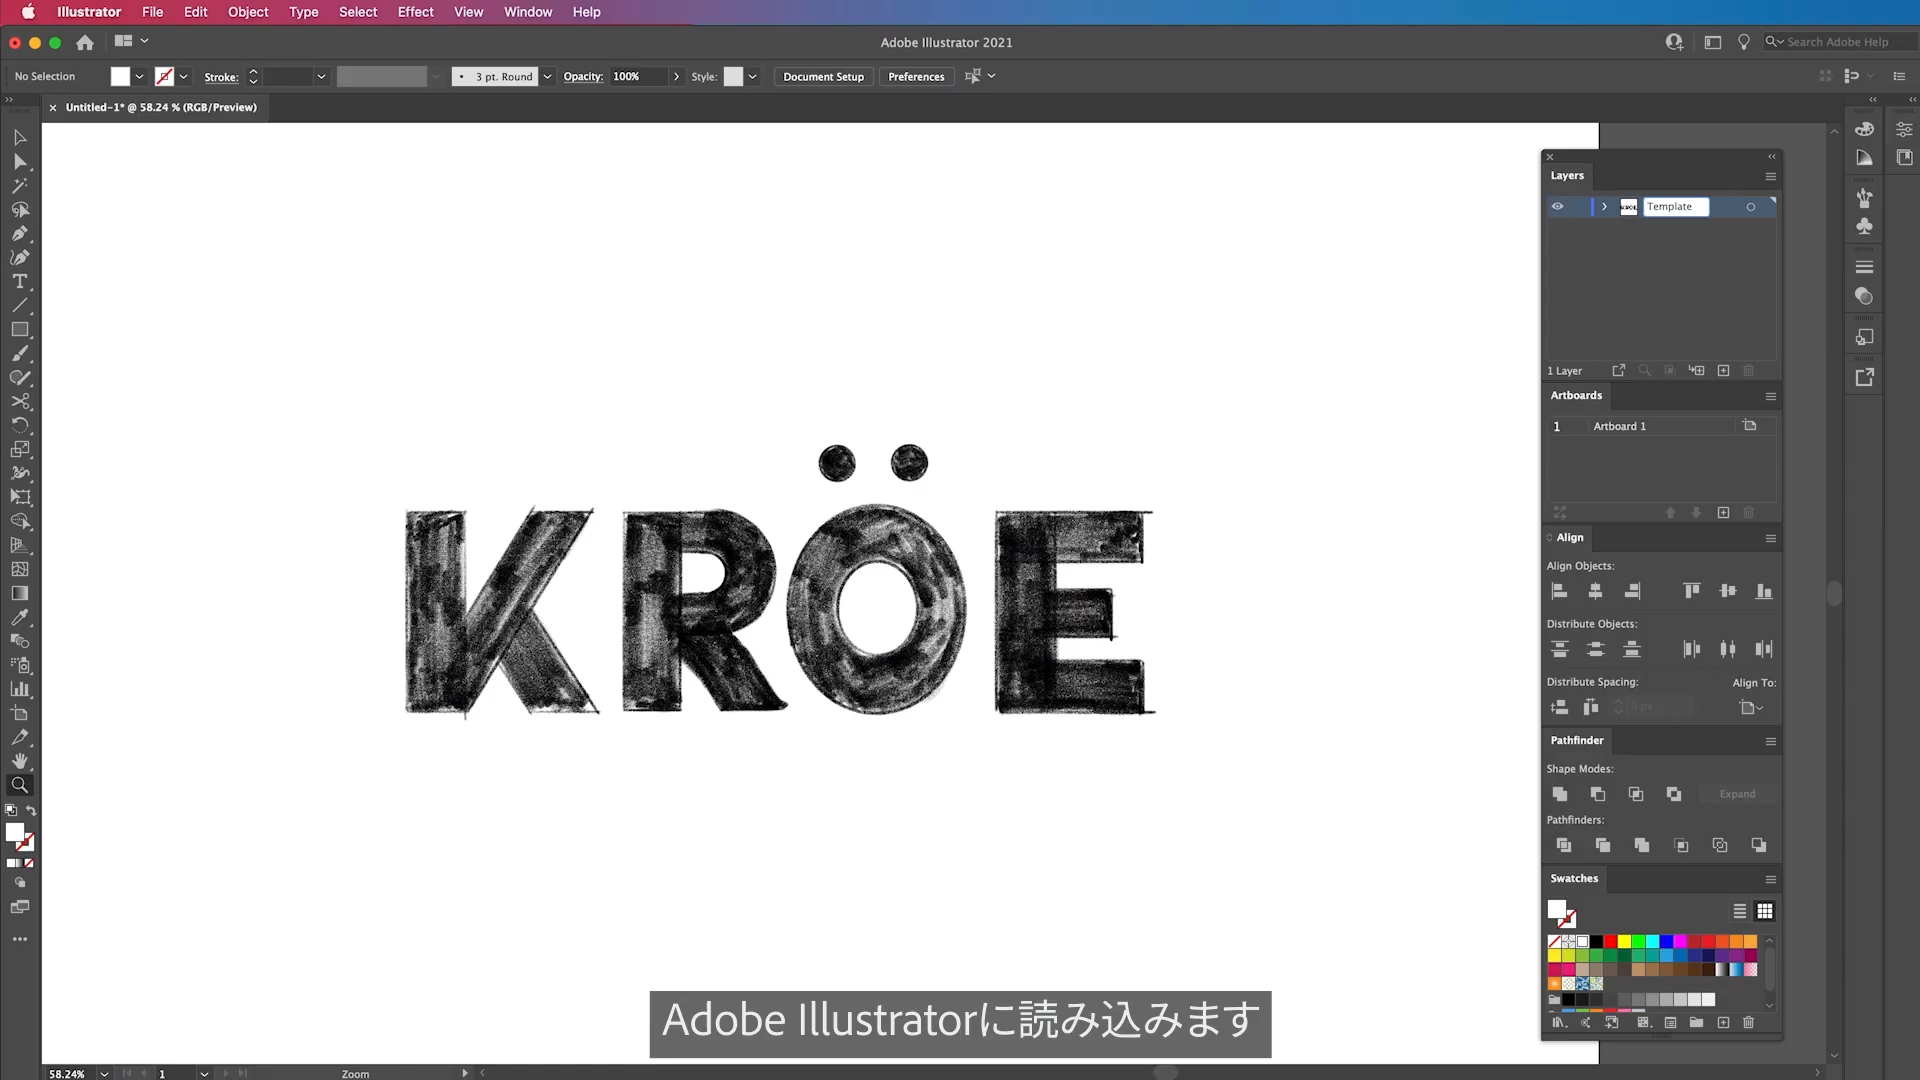 Illustrator File Edit Object Type Select Effect View Window Help
Adobe Illustrator 2021
Search Adobe Help
No Selection
Stroke:
3 pt. Round
Opacity: 100%
Style:
Document Setup
Preferences
Untitled-1* @ 58.24 % (RGB/Preview)
KRÖE
Layers
Template
1 Layer
Artboards
1 Artboard 1
Align
Align Objects:
Distribute Objects:
Distribute Spacing:
Align To:
0 px
Pathfinder
Shape Modes:
Expand
Pathfinders:
Swatches
Adobe Illustratorに読み込みます
58.24%
1
Zoom